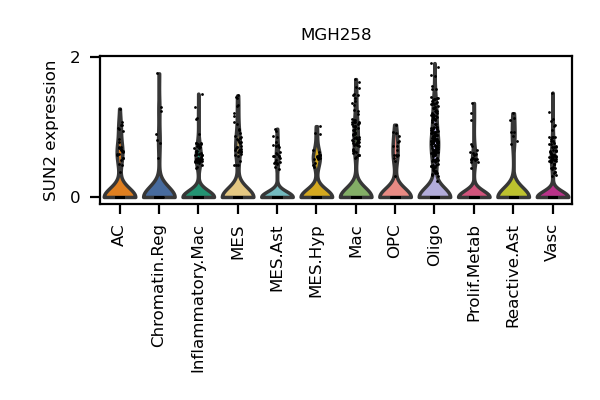 MGH258
SUN2 expression
2
0
AC
Chromatin.Reg
Inflammatory.Mac
MES
MES.Ast
MES.Hyp
Mac
OPC
Oligo
Prolif.Metab
Reactive.Ast
Vasc